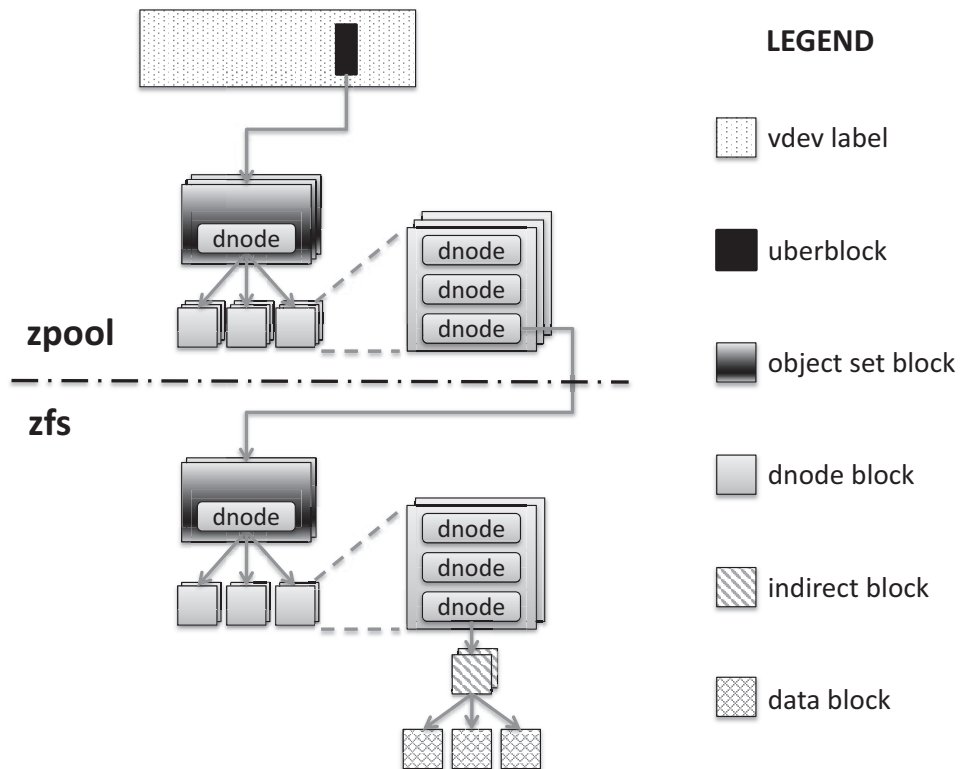 LEGEND
vdev label
uberblock
object set block
dnode block
indirect block
data block
dnode
dnode
dnode
dnode
zpool
zfs
dnode
dnode
dnode
dnode